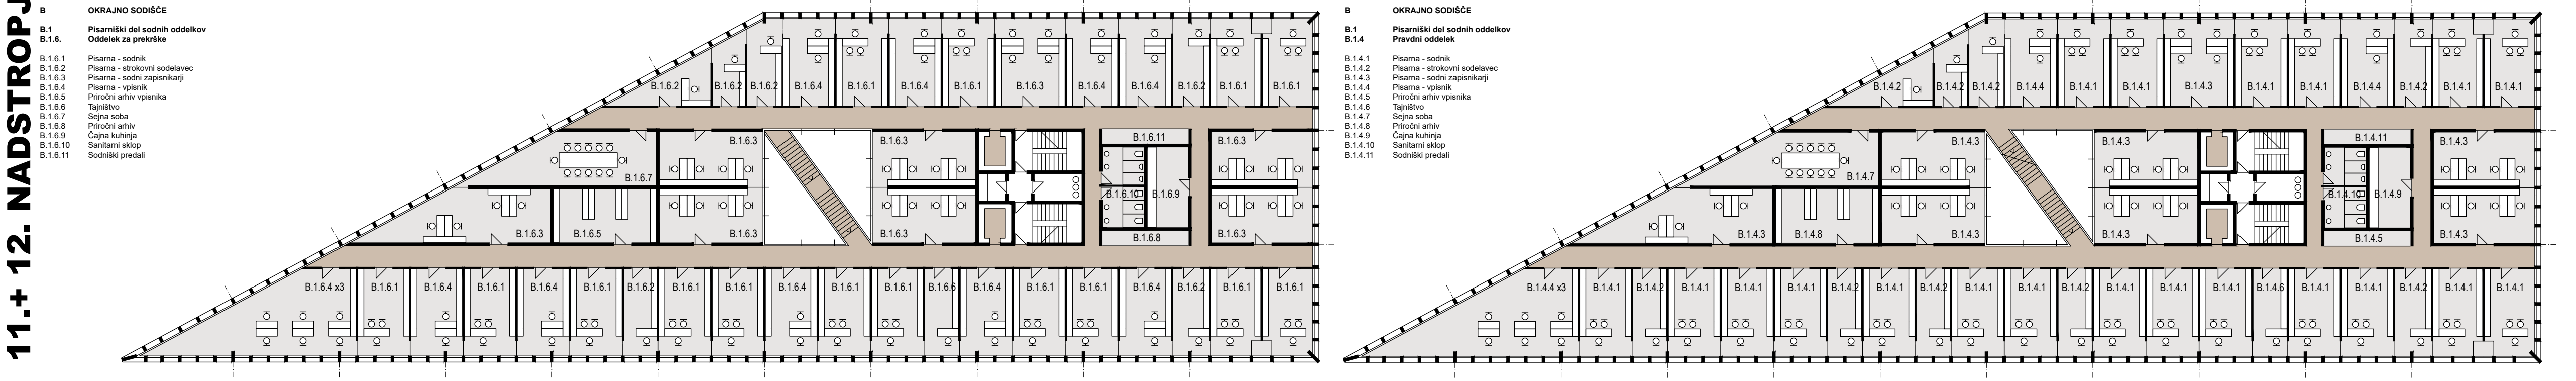 11.+ 12. NADSTROPJ
B OKRAJNO SODIŠČE
B.1 Pisarniški del sodnih oddelkov
B.1.6. Oddelek za prekrške
B.1.6.1 Pisarna - sodnik
B.1.6.2 Pisarna - strokovni sodelavec
B.1.6.3 Pisarna - sodni zapisnikarji
B.1.6.4 Pisarna - vpisnik
B.1.6.5 Priročni arhiv vpisnika
B.1.6.6 Tajništvo
B.1.6.7 Sejna soba
B.1.6.8 Priročni arhiv
B.1.6.9 Čajna kuhinja
B.1.6.10 Sanitarni sklop
B.1.6.11 Sodniški predali
B.1.6.2 B.1.6.2 B.1.6.2 B.1.6.4 B.1.6.1 B.1.6.4 B.1.6.1 B.1.6.3 B.1.6.4 B.1.6.4 B.1.6.2 B.1.6.1 B.1.6.1
B.1.6.3 B.1.6.3 B.1.6.11 B.1.6.3
B.1.6.7
B.1.6.10 B.1.6.9
B.1.6.3 B.1.6.5 B.1.6.3 B.1.6.3 B.1.6.8 B.1.6.3
B.1.6.4 x3 B.1.6.1 B.1.6.4 B.1.6.1 B.1.6.4 B.1.6.1 B.1.6.2 B.1.6.1 B.1.6.4 B.1.6.1 B.1.6.1 B.1.6.6 B.1.6.4 B.1.6.1 B.1.6.1 B.1.6.4 B.1.6.2 B.1.6.1 B.1.6.1
B OKRAJNO SODIŠČE
B.1 Pisarniški del sodnih oddelkov
B.1.4 Pravdni oddelek
B.1.4.1 Pisarna - sodnik
B.1.4.2 Pisarna - strokovni sodelavec
B.1.4.3 Pisarna - sodni zapisnikarji
B.1.4.4 Pisarna - vpisnik
B.1.4.5 Priročni arhiv vpisnika
B.1.4.6 Tajništvo
B.1.4.7 Sejna soba
B.1.4.8 Priročni arhiv
B.1.4.9 Čajna kuhinja
B.1.4.10 Sanitarni sklop
B.1.4.11 Sodniški predali
B.1.4.2 B.1.4.2 B.1.4.2 B.1.4.4 B.1.4.1 B.1.4.1 B.1.4.3 B.1.4.1 B.1.4.1 B.1.4.4 B.1.4.2 B.1.4.1 B.1.4.1
B.1.4.3 B.1.4.3 B.1.4.11 B.1.4.3
B.1.4.7
B.1.4.10 B.1.4.9
B.1.4.3 B.1.4.8 B.1.4.3 B.1.4.3 B.1.4.5 B.1.4.3
B.1.4.4 x3 B.1.4.1 B.1.4.2 B.1.4.1 B.1.4.1 B.1.4.2 B.1.4.1 B.1.4.1 B.1.4.2 B.1.4.1 B.1.4.1 B.1.4.2 B.1.4.1 B.1.4.1 B.1.4.6 B.1.4.1 B.1.4.1 B.1.4.2 B.1.4.1 B.1.4.1